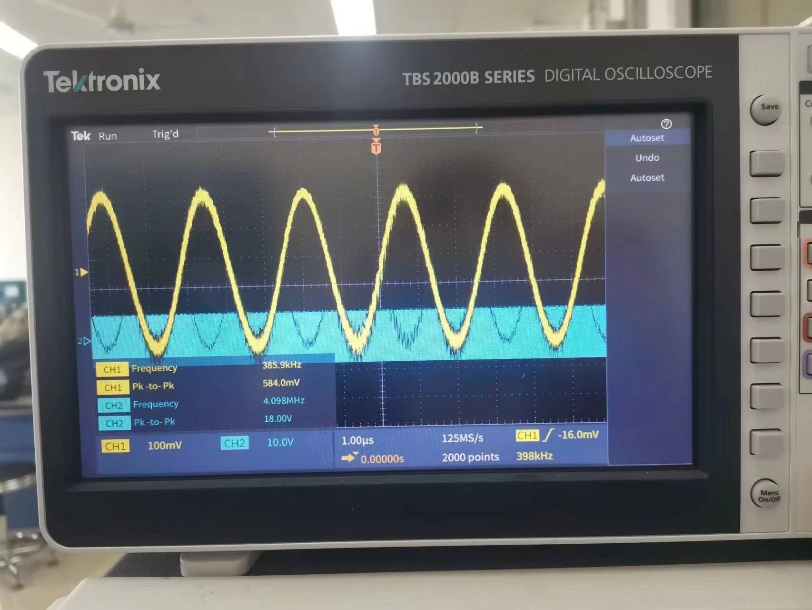 Tektronix
TBS 2000B SERIES DIGITAL OSCILLOSCOPE
Save
Tek Run Trig'd
Autoset
Undo
Autoset
T
1
2
CH1 Frequency 385.9kHz
CH1 Pk-to-Pk 584.0mV
CH2 Frequency 4.098MHz
CH2 Pk-to-Pk 18.00V
CH1 100mV CH2 10.0V 1.00µs 125MS/s CH1 -16.0mV
0.00000s 2000 points 398kHz
Menu
On/Off